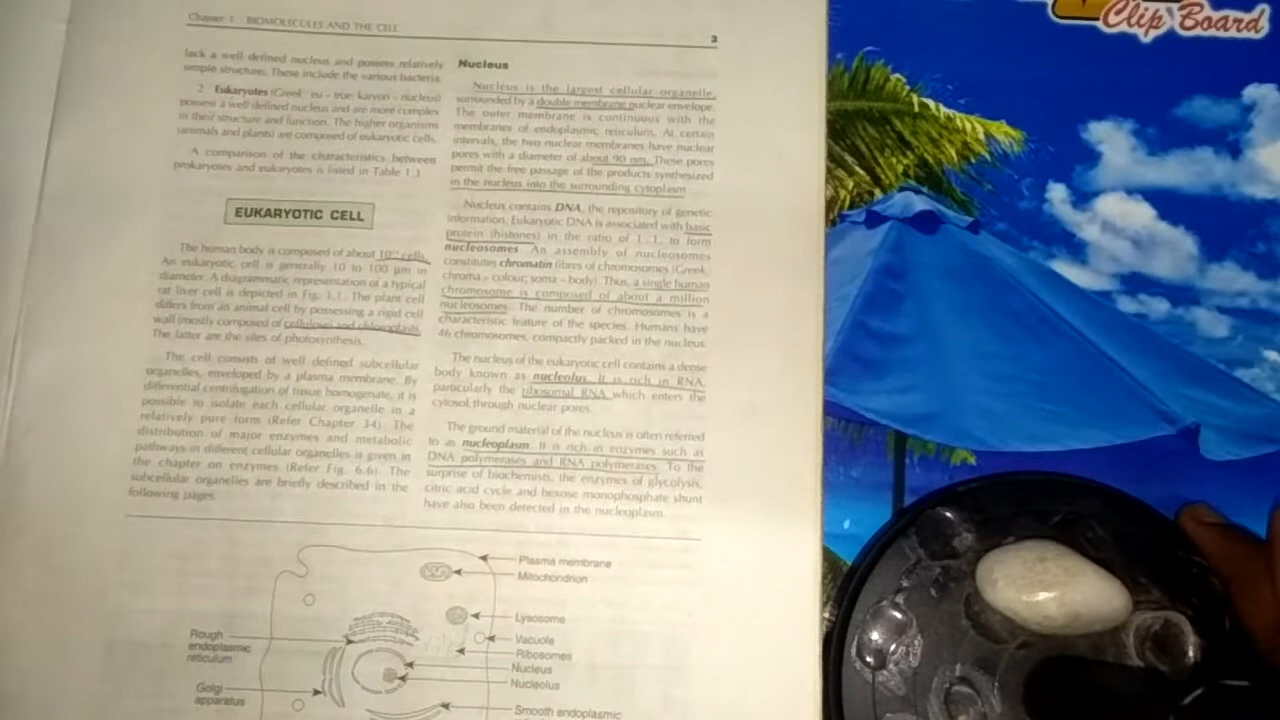 Chapter 1 : BIOMOLECULES AND THE CELL
3
lack a well defined nucleus and possess relatively
simple structure. These include the various bacteria.
2. Eukaryotes (Greek : eu – true; karyon – nucleus)
possess a well defined nucleus and are more complex
in their structure and function. The higher organisms
(animals and plants) are composed of eukaryotic cells.
A comparison of the characteristics between
prokaryotes and eukaryotes is listed in Table 1.3.
EUKARYOTIC CELL
The human body is composed of about cells.
An eukaryotic cell is generally 10 to 100 µm in
diameter. A diagrammatic representation of a typical
rat liver cell is depicted in Fig. 1.1. The plant cell
differs from an animal cell by possessing a rigid cell
wall (mostly composed of cellulose) and chloroplasts.
The latter are the sites of photosynthesis.
The cell consists of well defined subcellular
organelles, enveloped by a plasma membrane. By
differential centrifugation of tissue homogenate, it is
possible to isolate each cellular organelle in a
relatively pure form (Refer Chapter 34). The
distribution of major enzymes and metabolic
pathways in different cellular organelles is given in
the chapter on enzymes (Refer Fig. 6.6). The
subcellular organelles are briefly described in the
following pages.
Nucleus
Nucleus is the largest cellular organelle,
surrounded by a double membrane nuclear envelope.
The outer membrane is continuous with the
membranes of endoplasmic reticulum. At certain
intervals, the two nuclear membranes have nuclear
pores with a diameter of about 90 nm. These pores
permit the free passage of the products synthesized
in the nucleus into the surrounding cytoplasm.
Nucleus contains DNA, the repository of genetic
information. Eukaryotic DNA is associated with basic
protein (histones) in the ratio of 1 : 1, to form
nucleosomes. An assembly of nucleosomes
constitutes chromatin fibres of chromosomes (Greek;
chroma – colour; soma – body). Thus, a single human
chromosome is composed of about a million
nucleosomes. The number of chromosomes is a
characteristic feature of the species. Humans have
46 chromosomes, compactly packed in the nucleus.
The nucleus of the eukaryotic cell contains a dense
body known as nucleolus. It is rich in RNA,
particularly the ribosomal RNA which enters the
cytosol through nuclear pores.
The ground material of the nucleus is often referred
to as nucleoplasm. It is rich in enzymes such as
DNA polymerases and RNA polymerases. To the
surprise of biochemists, the enzymes of glycolysis,
citric acid cycle and hexose monophosphate shunt
have also been detected in the nucleoplasm.
Plasma membrane
Mitochondrion
Lysosome
Vacuole
Ribosomes
Nucleus
Nucleolus
Smooth endoplasmic
Rough
endoplasmic
reticulum
Golgi
apparatus
Clip Board